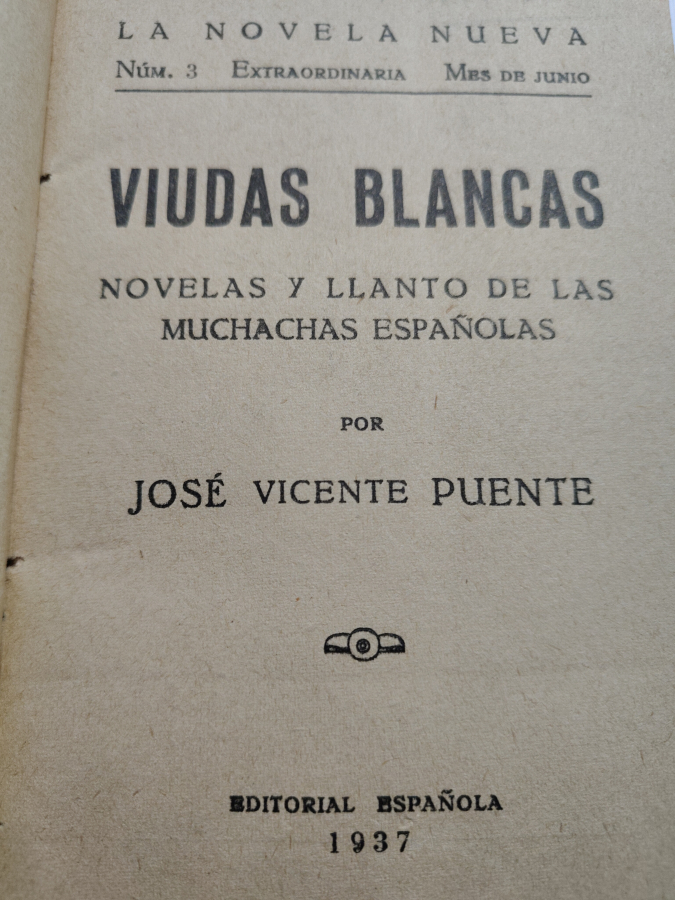 LA NOVELA NUEVA
NÚM. 3 EXTRAORDINARIA MES DE JUNIO
VIUDAS BLANCAS
NOVELAS Y LLANTO DE LAS
MUCHACHAS ESPAÑOLAS
POR
JOSÉ VICENTE PUENTE
EDITORIAL ESPAÑOLA
1937